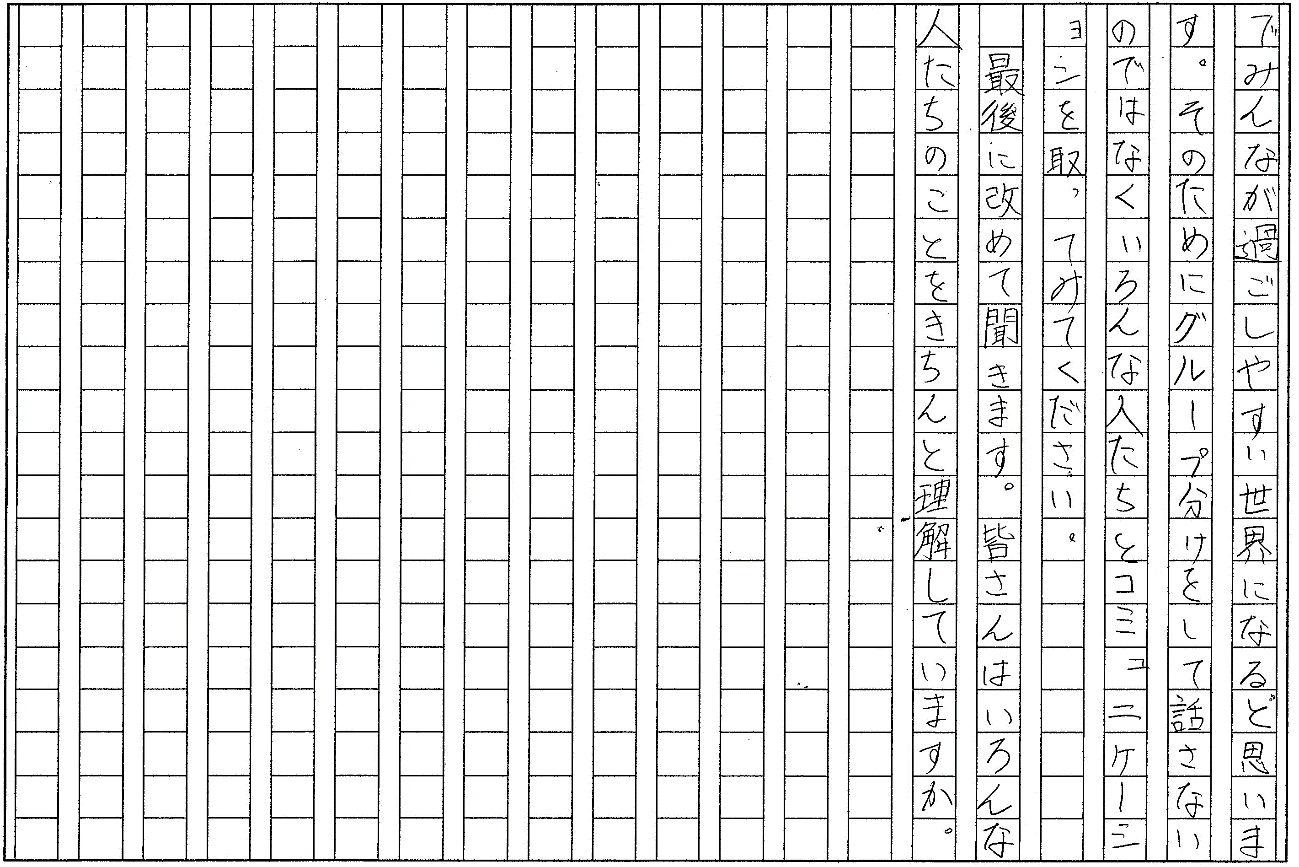 でみんなが過ごしやすい世界になると思いま
す。そのためにグループ分けをして話さない
のではなくいろんな人たちとコミュニケーシ
ョンを取ってみてください。
最後に改めて聞きます。皆さんはいろんな
人たちのことをきちんと理解していますか。